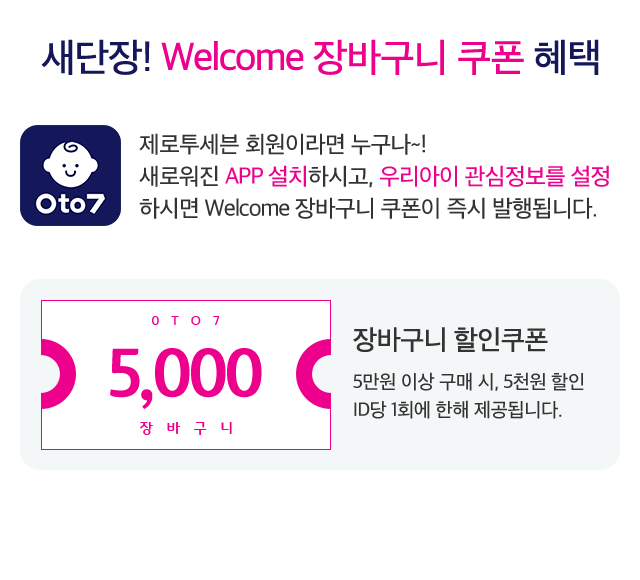 새단장! Welcome 장바구니 쿠폰 혜택
제로투세븐 회원이라면 누구나~!
새로워진 APP 설치하시고, 우리아이 관심정보를 설정
하시면 Welcome 장바구니 쿠폰이 즉시 발행됩니다.
0to7
0TO7
5,000
장바구니
장바구니 할인쿠폰
5만원 이상 구매 시, 5천원 할인
ID당 1회에 한해 제공됩니다.